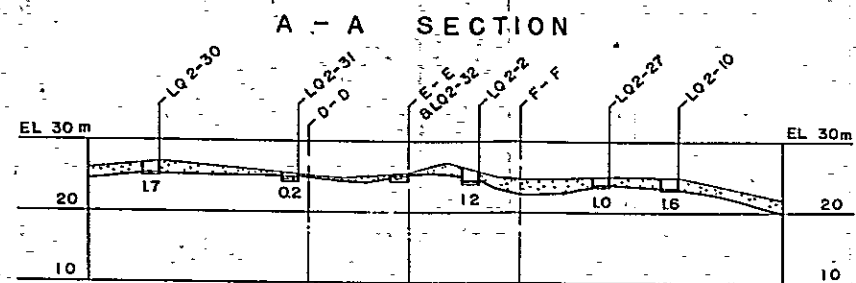 A - A SECTION
LQ2-30
LQ2-31
D-D
E-E
&LQ2-32
LQ2-2
F-F
LQ2-27
LQ2-10
EL 30m
EL 30m
1.7
0.2
1.2
1.0
1.6
20
20
10
10